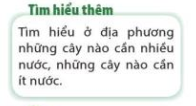 Tìm hiểu thêm
Tìm hiểu ở địa phương
những cây nào cần nhiều
nước, những cây nào cần
ít nước.